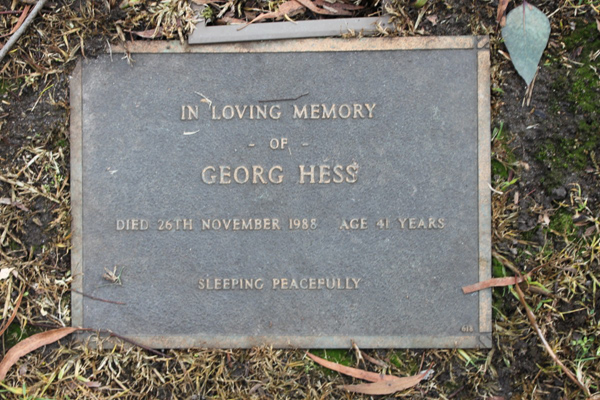 IN LOVING MEMORY
- OF -
GEORG HESS
DIED 26TH NOVEMBER 1988 AGE 41 YEARS
SLEEPING PEACEFULLY